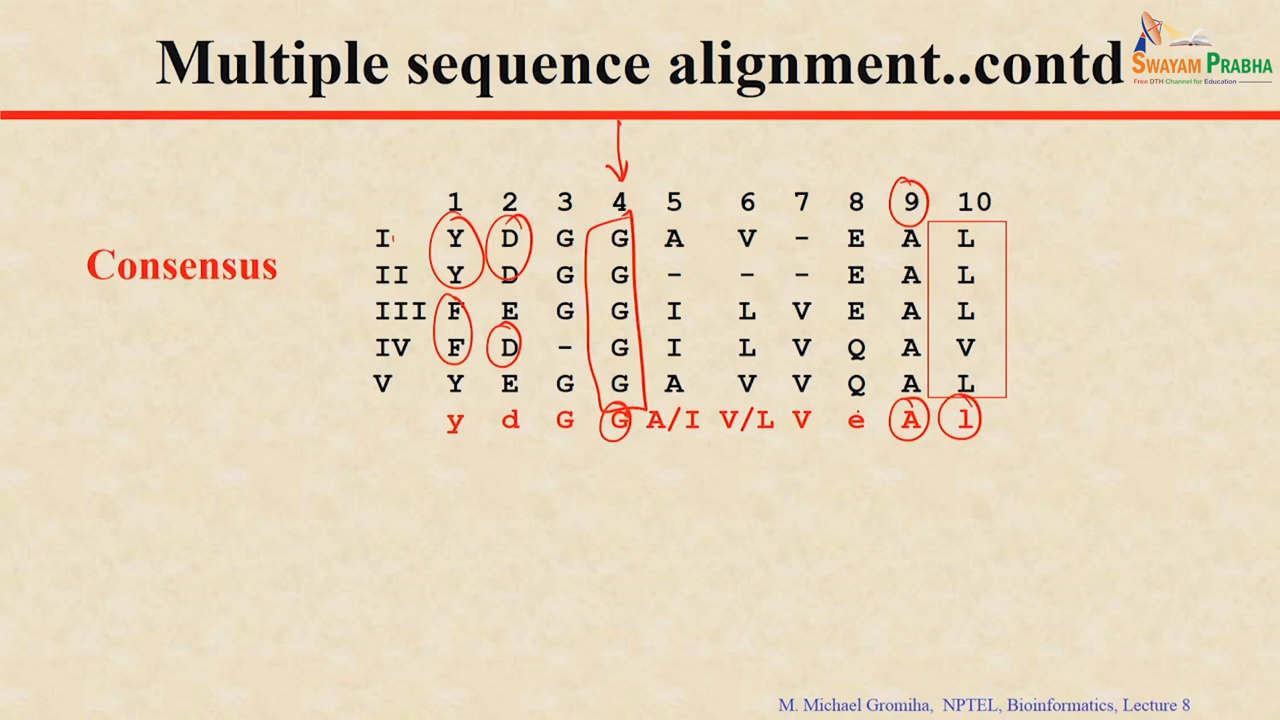 Multiple sequence alignment..contd
SWAYAM PRABHA
Free DTH Channel for Education
1 2 3 4 5 6 7 8 9 10
I Y D G G A V - E A L
Consensus
II Y D G G - - - E A L
III F E G G I L V E A L
IV F D - G I L V Q A V
V Y E G G A V V Q A L
y d G G A/I V/L V ė A l
M. Michael Gromiha, NPTEL, Bioinformatics, Lecture 8